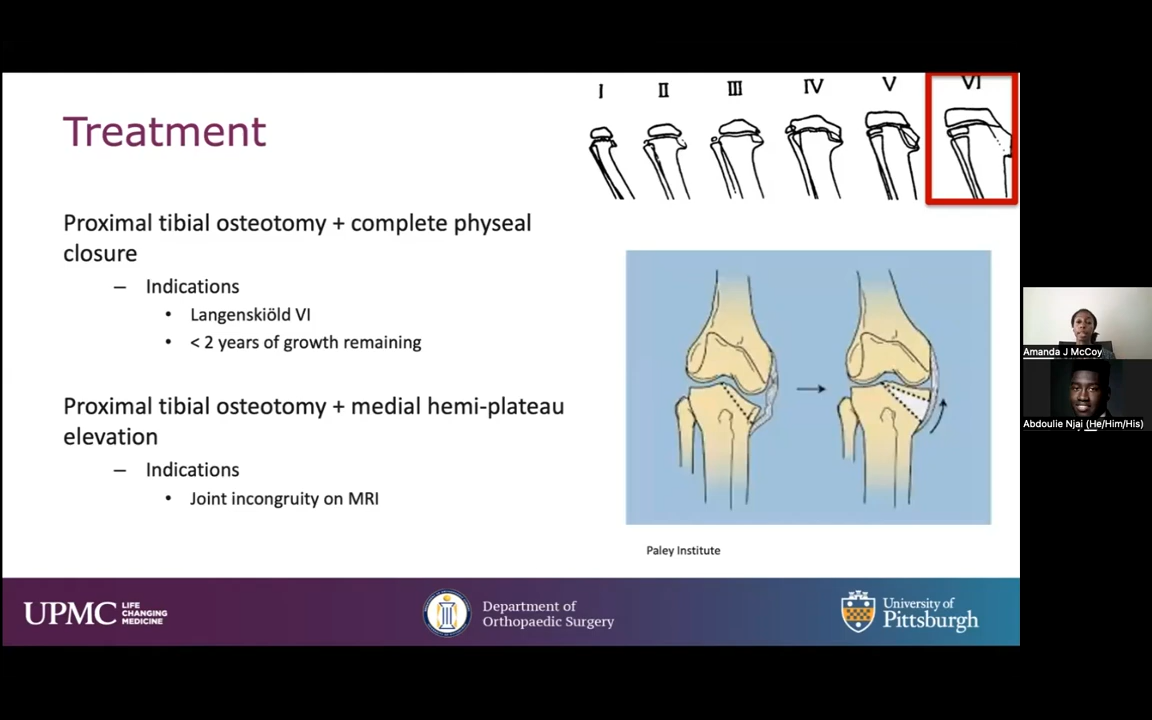 I II III IV V VI
Treatment
Proximal tibial osteotomy + complete physeal
closure
– Indications
• Langenskiöld VI
• < 2 years of growth remaining
Proximal tibial osteotomy + medial hemi-plateau
elevation
– Indications
• Joint incongruity on MRI
Paley Institute
Amanda J McCoy
Abdoulie Njai (He/Him/His)
UPMC LIFE
CHANGING
MEDICINE
Department of
Orthopaedic Surgery
University of
Pittsburgh